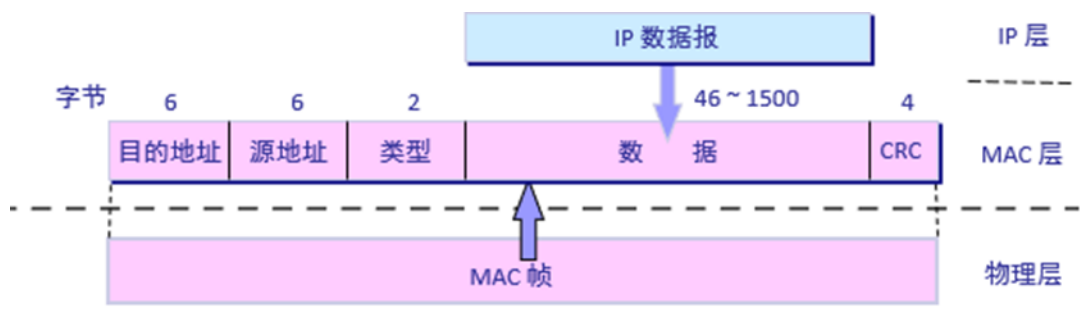 IP 数据报
IP 层
字节
6
6
2
46 ~ 1500
4
目的地址
源地址
类型
数 据
CRC
MAC 层
MAC 帧
物理层